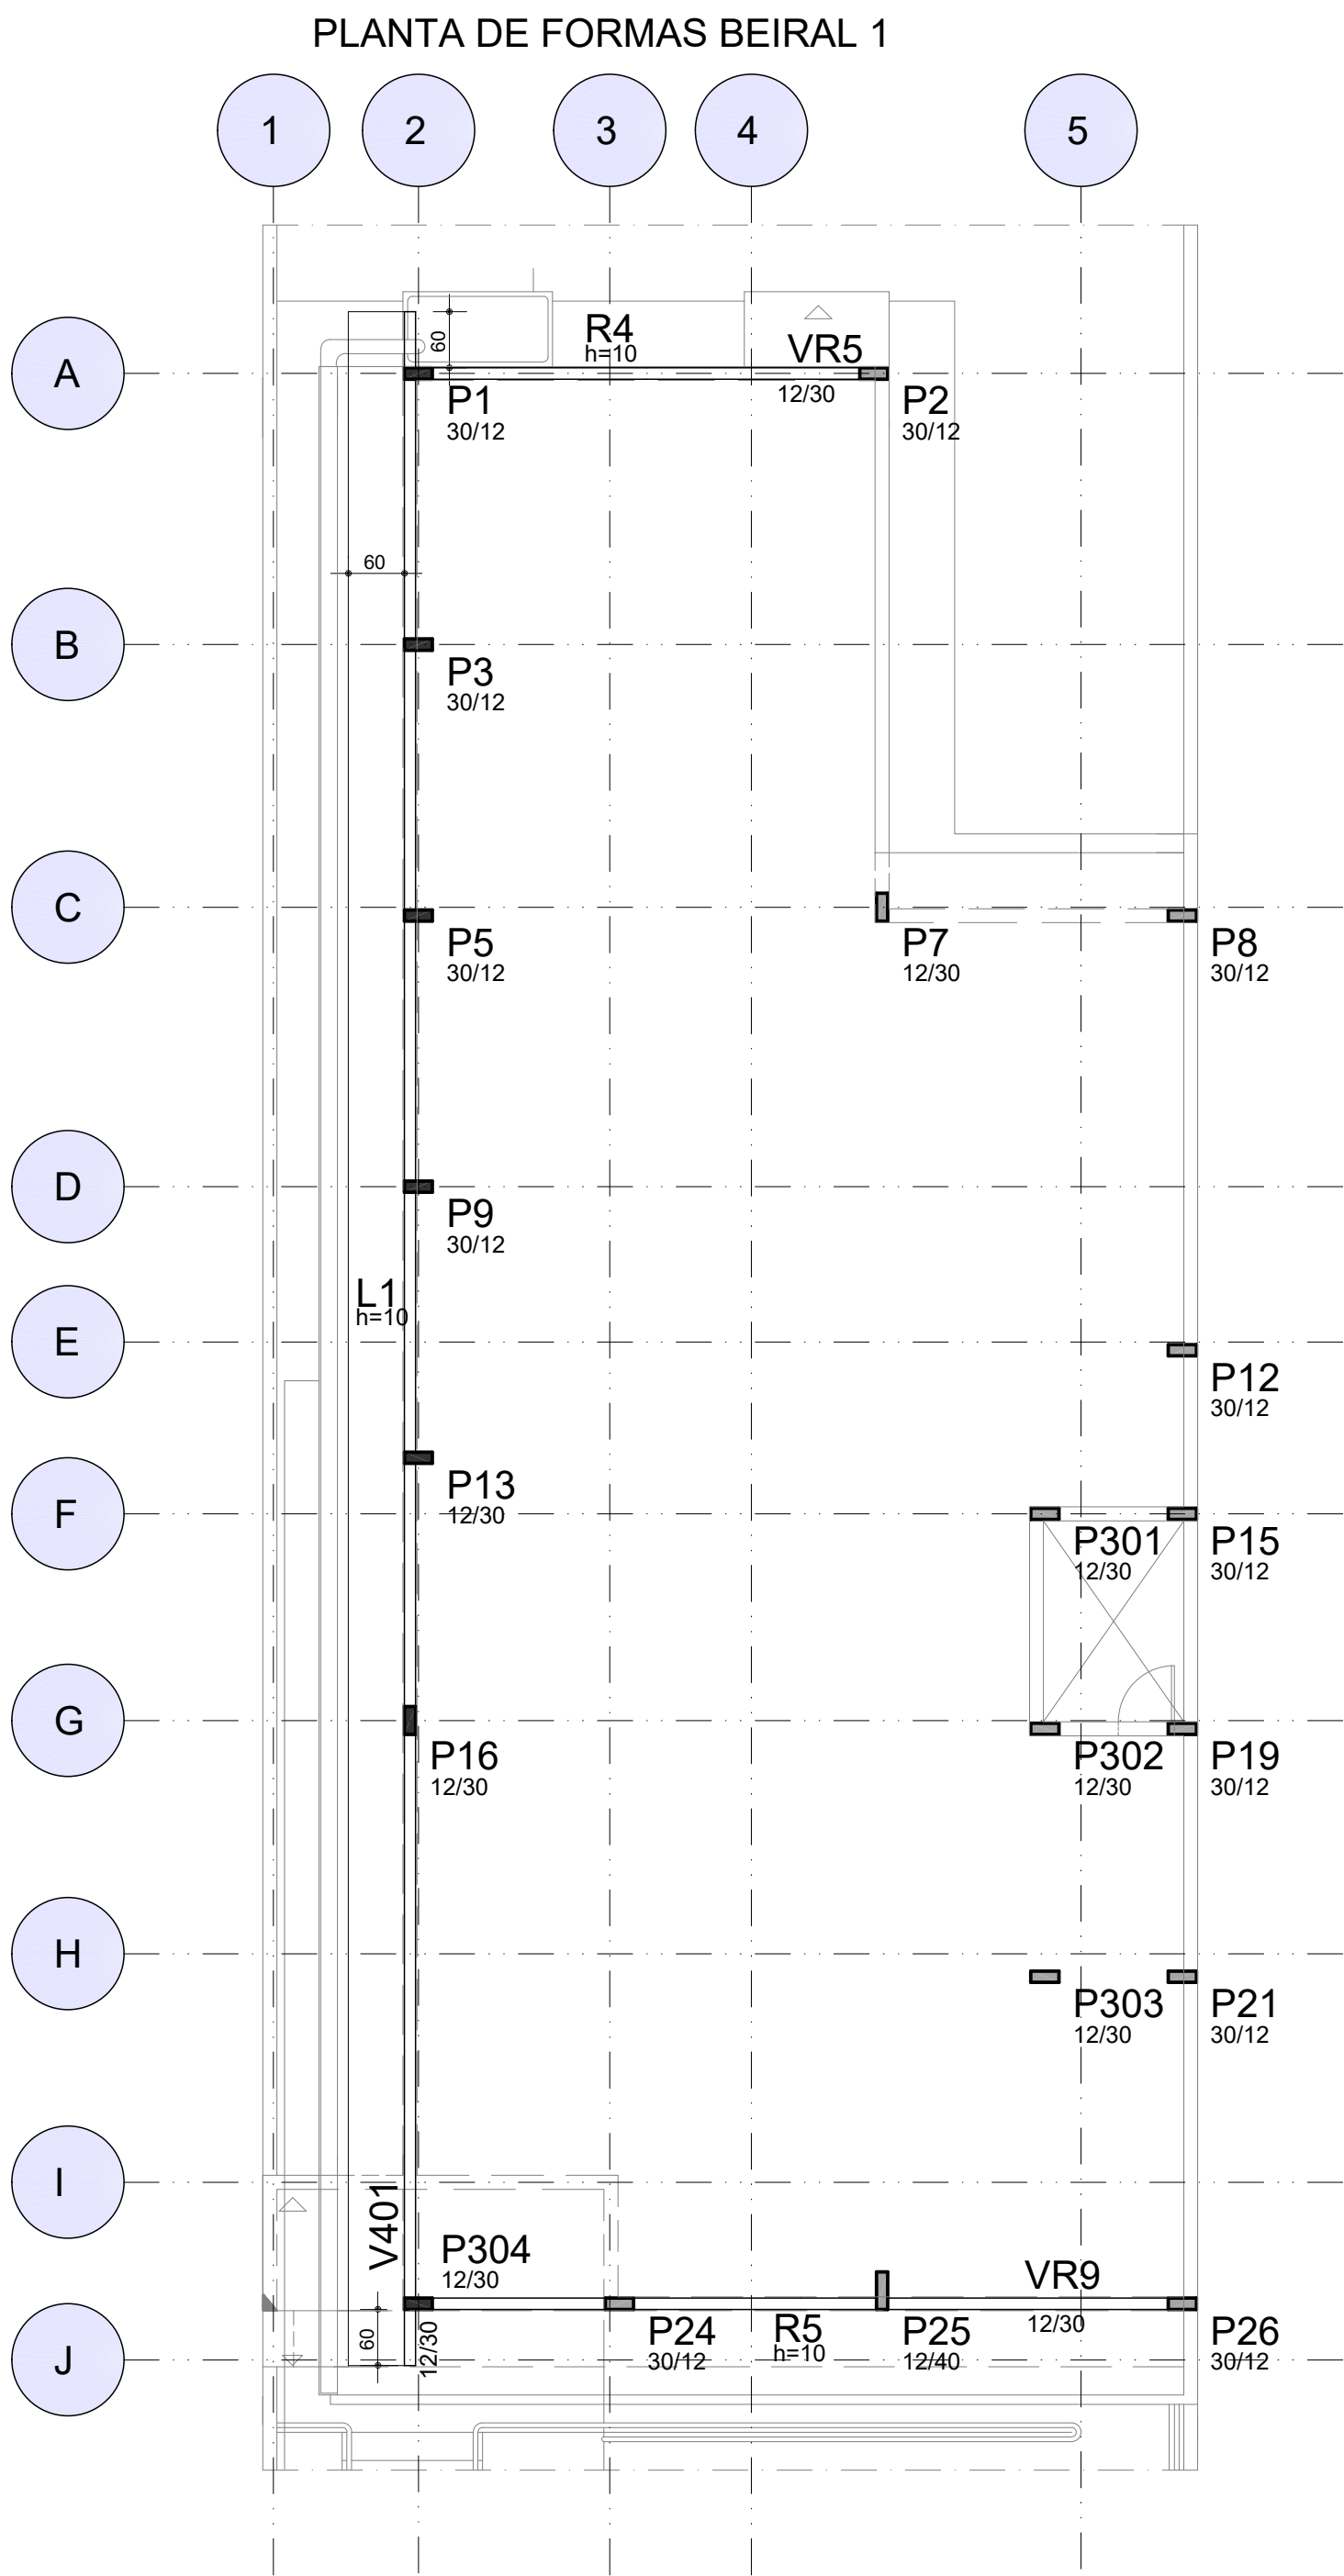 PLANTA DE FORMAS BEIRAL 1
1 2 3 4 5
R4
h=10
VR5
12/30
60
A
P1
30/12
P2
30/12
60
B
P3
30/12
C
P5
30/12
P7
12/30
P8
30/12
D
P9
30/12
L1
h=10
E
P12
30/12
P13
12/30
F
P301
12/30
P15
30/12
G
P16
12/30
P302
12/30
P19
30/12
H
P303
12/30
P21
30/12
I
V401
12/30
P304
12/30
VR9
12/30
60
P24
30/12
R5
h=10
P25
12/40
P26
30/12
J